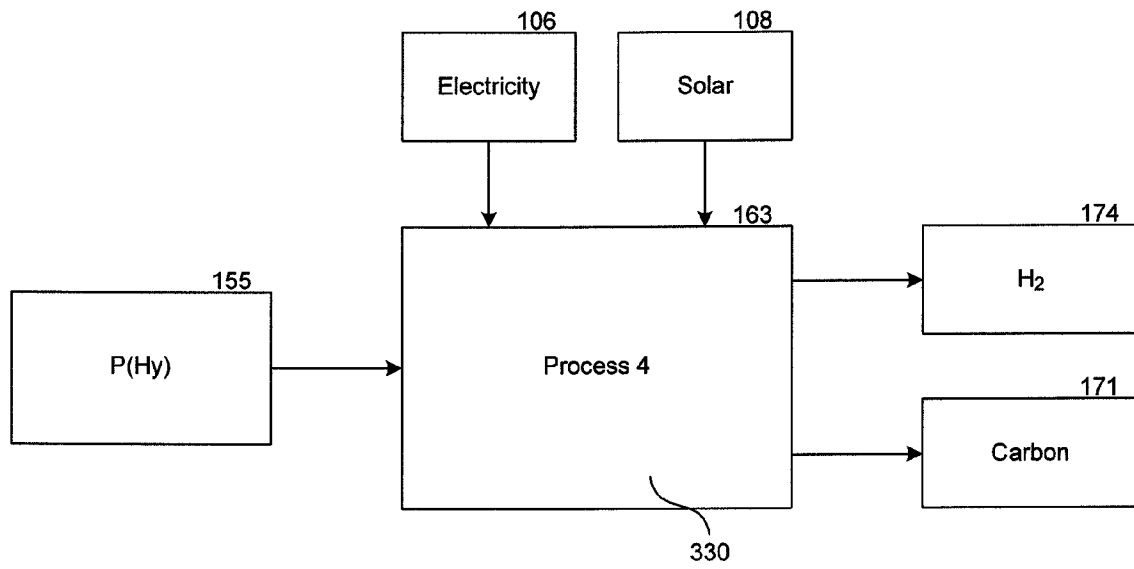 106
108
Electricity
Solar
163
174
H₂
155
P(Hy)
Process 4
171
Carbon
330